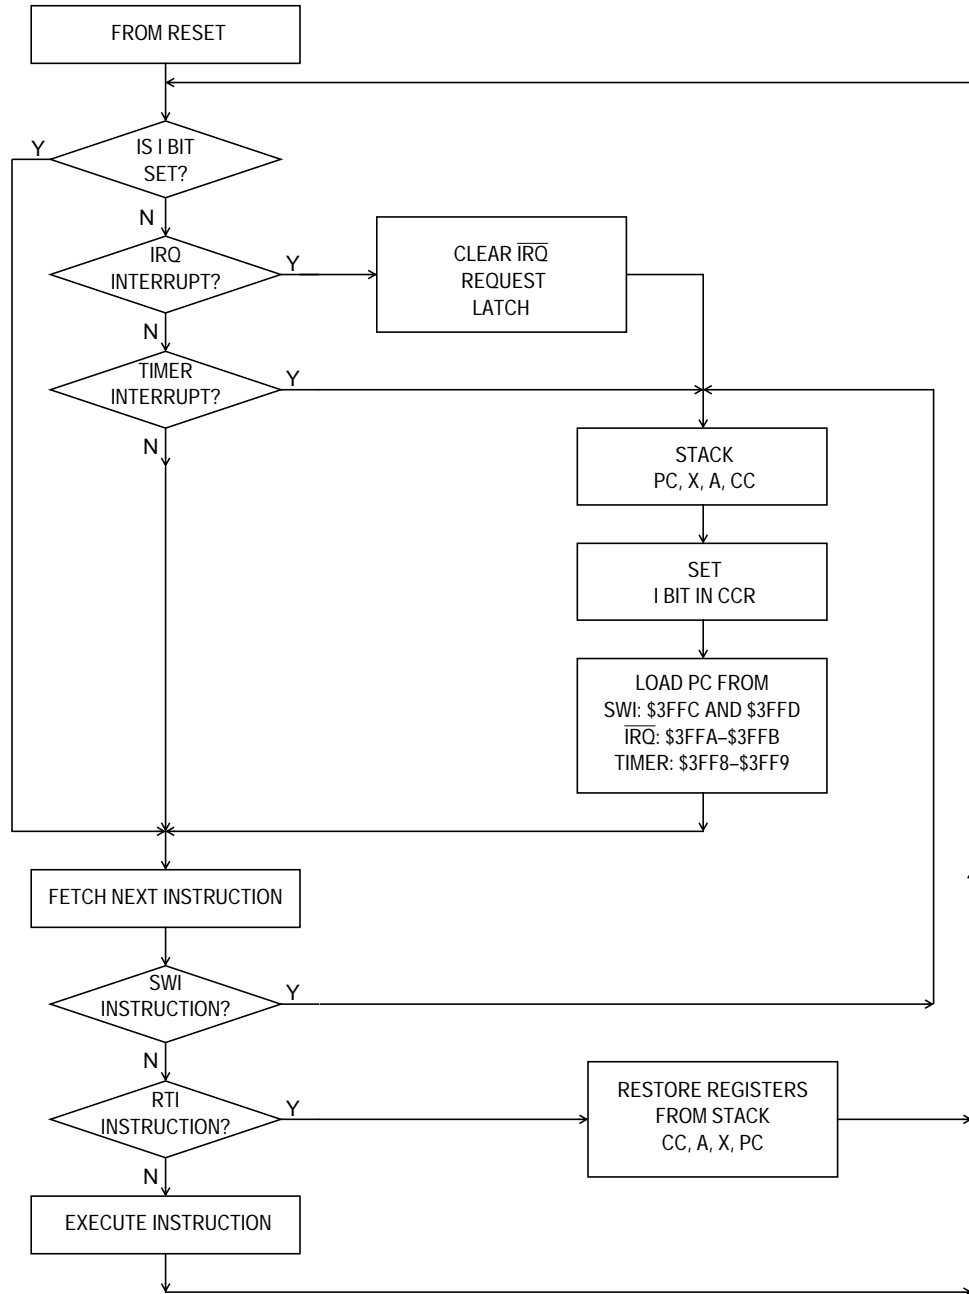 FROM RESET
Y
IS I BIT
SET?
N
IRQ
INTERRUPT?
Y
CLEAR I̅R̅Q̅
REQUEST
LATCH
N
TIMER
INTERRUPT?
Y
N
STACK
PC, X, A, CC
SET
I BIT IN CCR
LOAD PC FROM
SWI: $3FFC AND $3FFD
I̅R̅Q̅: $3FFA–$3FFB
TIMER: $3FF8–$3FF9
FETCH NEXT INSTRUCTION
SWI
INSTRUCTION?
Y
N
RTI
INSTRUCTION?
Y
RESTORE REGISTERS
FROM STACK
CC, A, X, PC
N
EXECUTE INSTRUCTION